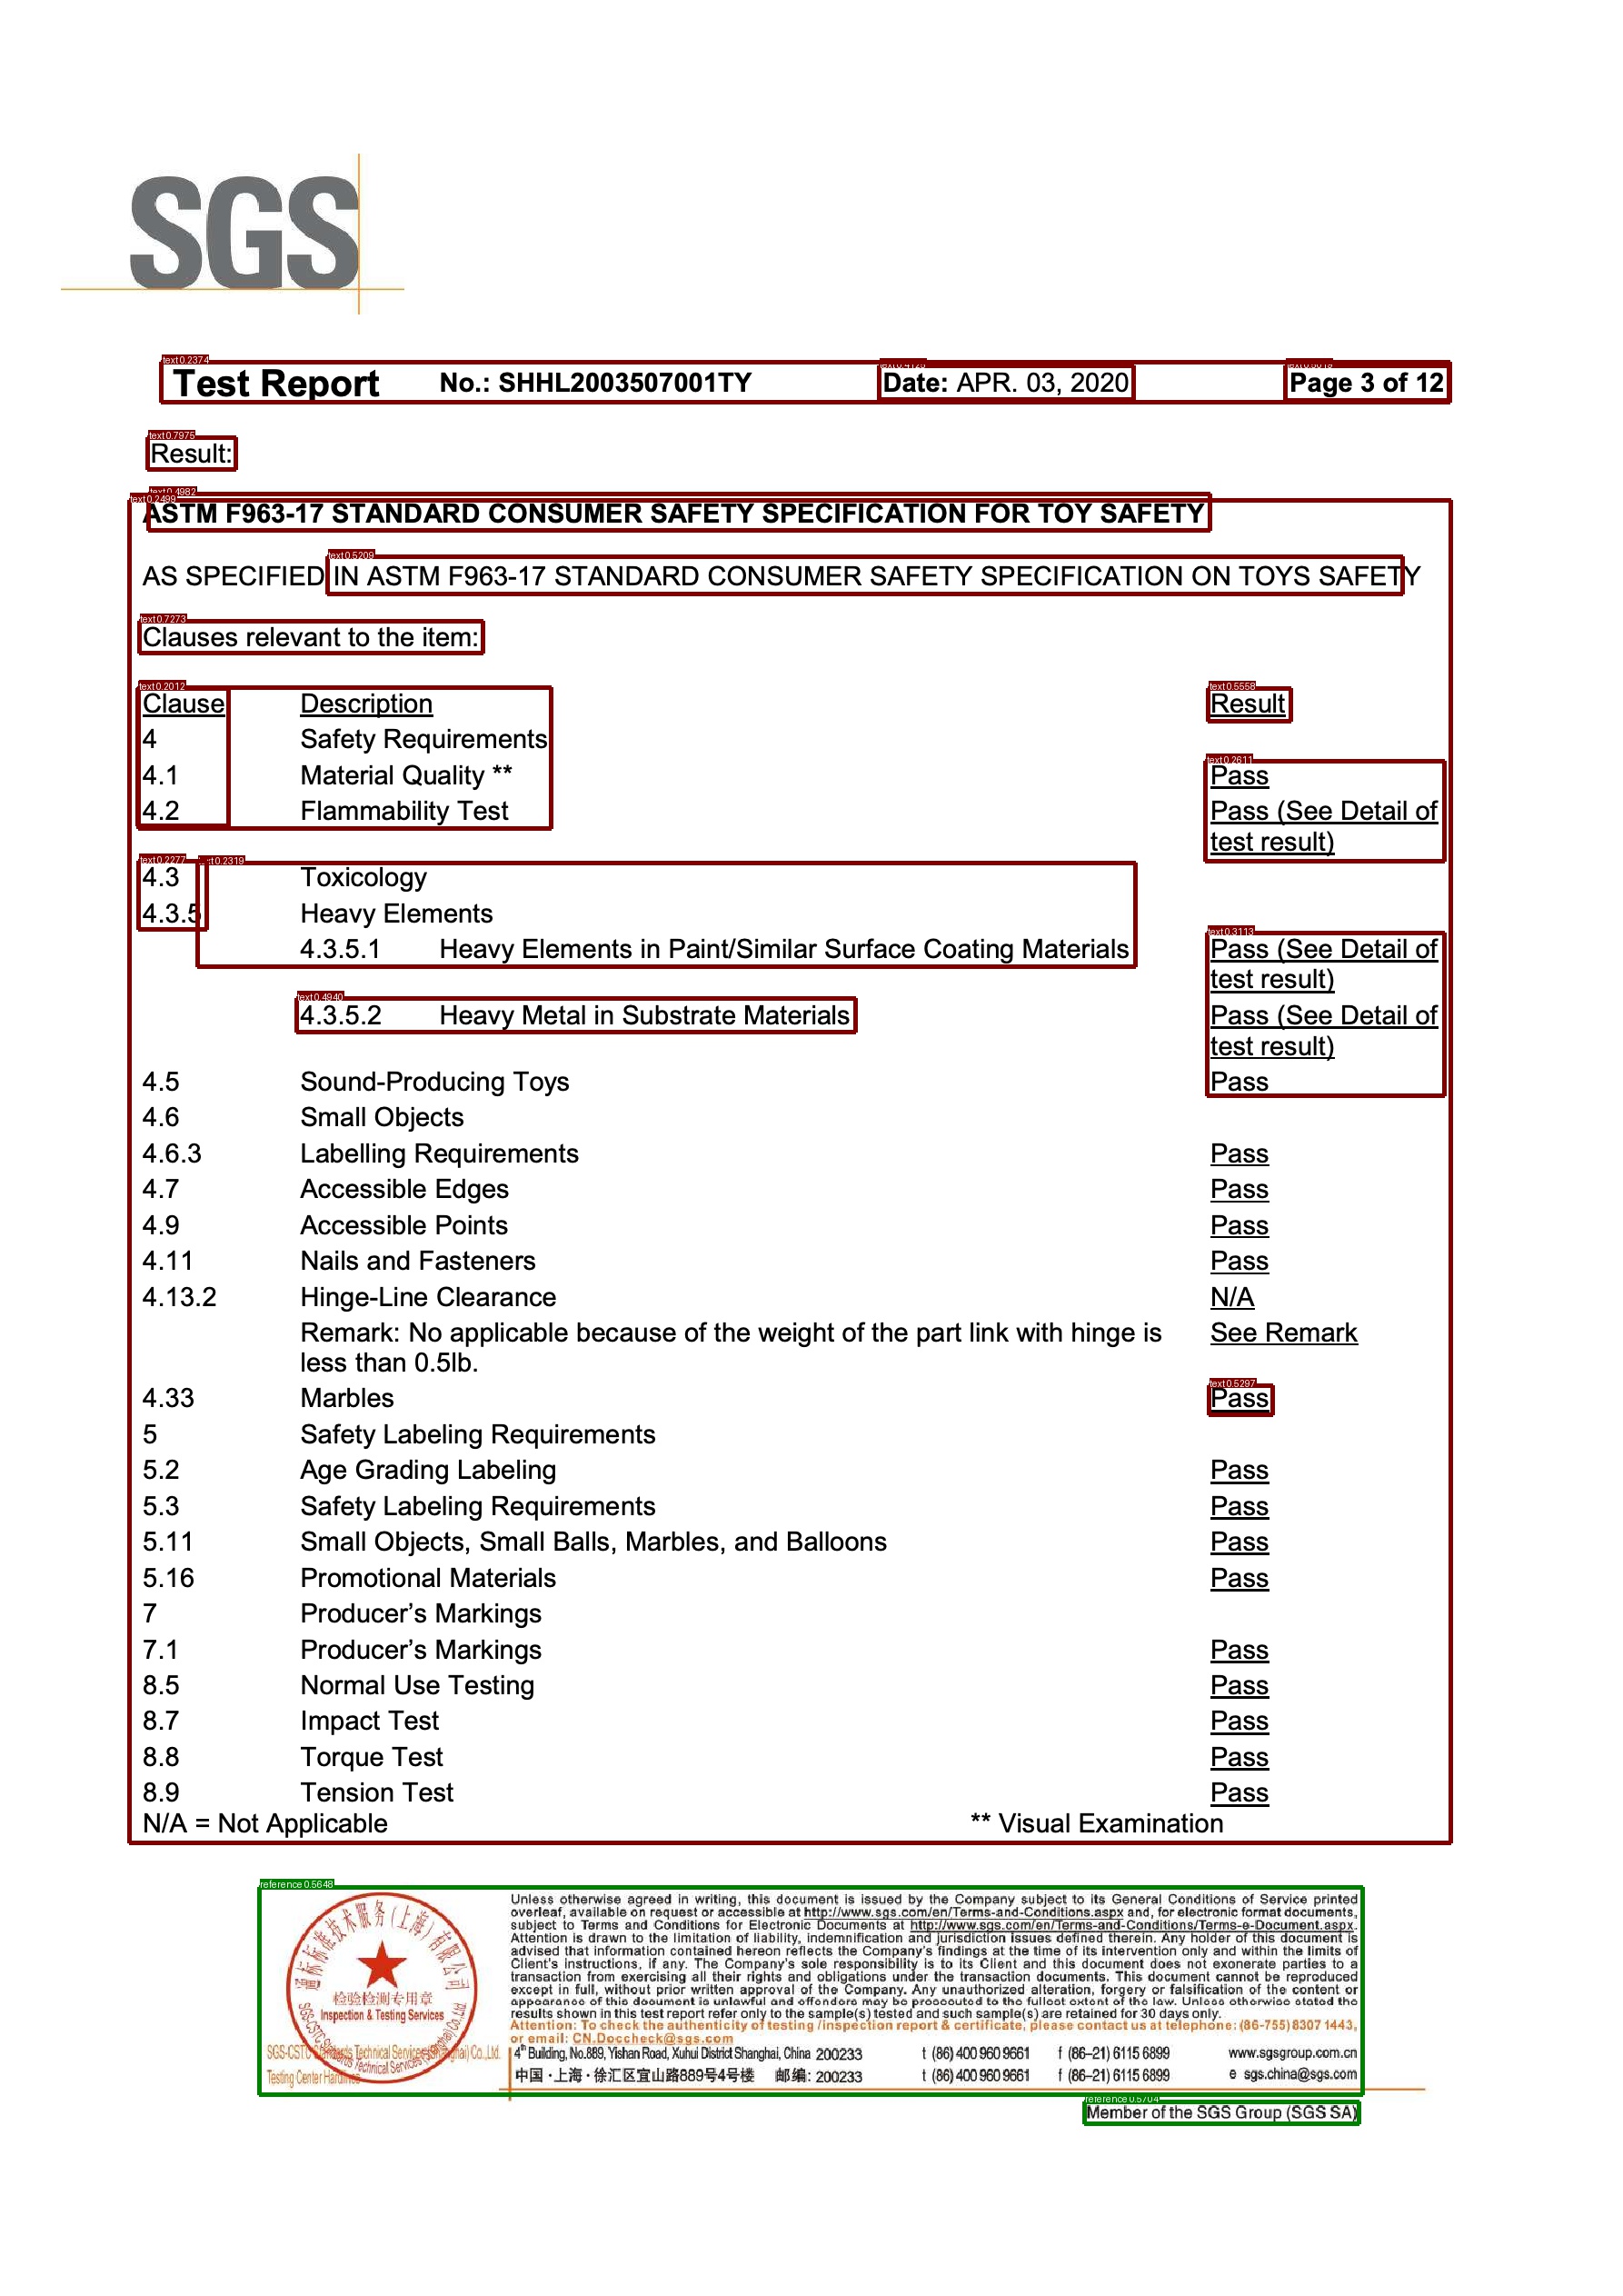 SGS
Test Report No.: SHHL2003507001TY Date: APR. 03, 2020 Page 3 of 12
Result:
ASTM F963-17 STANDARD CONSUMER SAFETY SPECIFICATION FOR TOY SAFETY
AS SPECIFIED IN ASTM F963-17 STANDARD CONSUMER SAFETY SPECIFICATION ON TOYS SAFETY
Clauses relevant to the item:
Clause Description Result
4 Safety Requirements
4.1 Material Quality ** Pass
4.2 Flammability Test Pass (See Detail of
test result)
4.3 Toxicology
4.3.5 Heavy Elements
4.3.5.1 Heavy Elements in Paint/Similar Surface Coating Materials Pass (See Detail of
test result)
4.3.5.2 Heavy Metal in Substrate Materials Pass (See Detail of
test result)
4.5 Sound-Producing Toys Pass
4.6 Small Objects
4.6.3 Labelling Requirements Pass
4.7 Accessible Edges Pass
4.9 Accessible Points Pass
4.11 Nails and Fasteners Pass
4.13.2 Hinge-Line Clearance N/A
Remark: No applicable because of the weight of the part link with hinge is See Remark
less than 0.5lb.
4.33 Marbles Pass
5 Safety Labeling Requirements
5.2 Age Grading Labeling Pass
5.3 Safety Labeling Requirements Pass
5.11 Small Objects, Small Balls, Marbles, and Balloons Pass
5.16 Promotional Materials Pass
7 Producer’s Markings
7.1 Producer’s Markings Pass
8.5 Normal Use Testing Pass
8.7 Impact Test Pass
8.8 Torque Test Pass
8.9 Tension Test Pass
N/A = Not Applicable ** Visual Examination
reference 0.5648
Unless otherwise agreed in writing, this document is issued by the Company subject to its General Conditions of Service printed
overleaf, available on request or accessible at http://www.sgs.com/en/Terms-and-Conditions.aspx and, for electronic format documents,
subject to Terms and Conditions for Electronic Documents at http://www.sgs.com/en/Terms-and-Conditions/Terms-e-Document.aspx.
Attention is drawn to the limitation of liability, indemnification and jurisdiction issues defined therein. Any holder of this document is
advised that information contained hereon reflects the Company's findings at the time of its intervention only and within the limits of
Client's instructions, if any. The Company's sole responsibility is to its Client and this document does not exonerate parties to a
transaction from exercising all their rights and obligations under the transaction documents. This document cannot be reproduced
except in full, without prior written approval of the Company. Any unauthorized alteration, forgery or falsification of the content or
appearance of this document is unlawful and offenders may be prosecuted to the fullest extent of the law. Unless otherwise stated the
results shown in this test report refer only to the sample(s) tested and such sample(s) are retained for 30 days only.
Attention: To check the authenticity of testing /inspection report & certificate, please contact us at telephone: (86-755) 8307 1443,
or email: CN.Doccheck@sgs.com
检验检测专用章
Inspection & Testing Services
4th Building, No.889, Yishan Road, Xuhui District Shanghai, China 200233 t (86) 400 960 9661 f (86–21) 6115 6899 www.sgsgroup.com.cn
中国·上海·徐汇区宜山路889号4号楼 邮编: 200233 t (86) 400 960 9661 f (86–21) 6115 6899 e sgs.china@sgs.com
Member of the SGS Group (SGS SA)